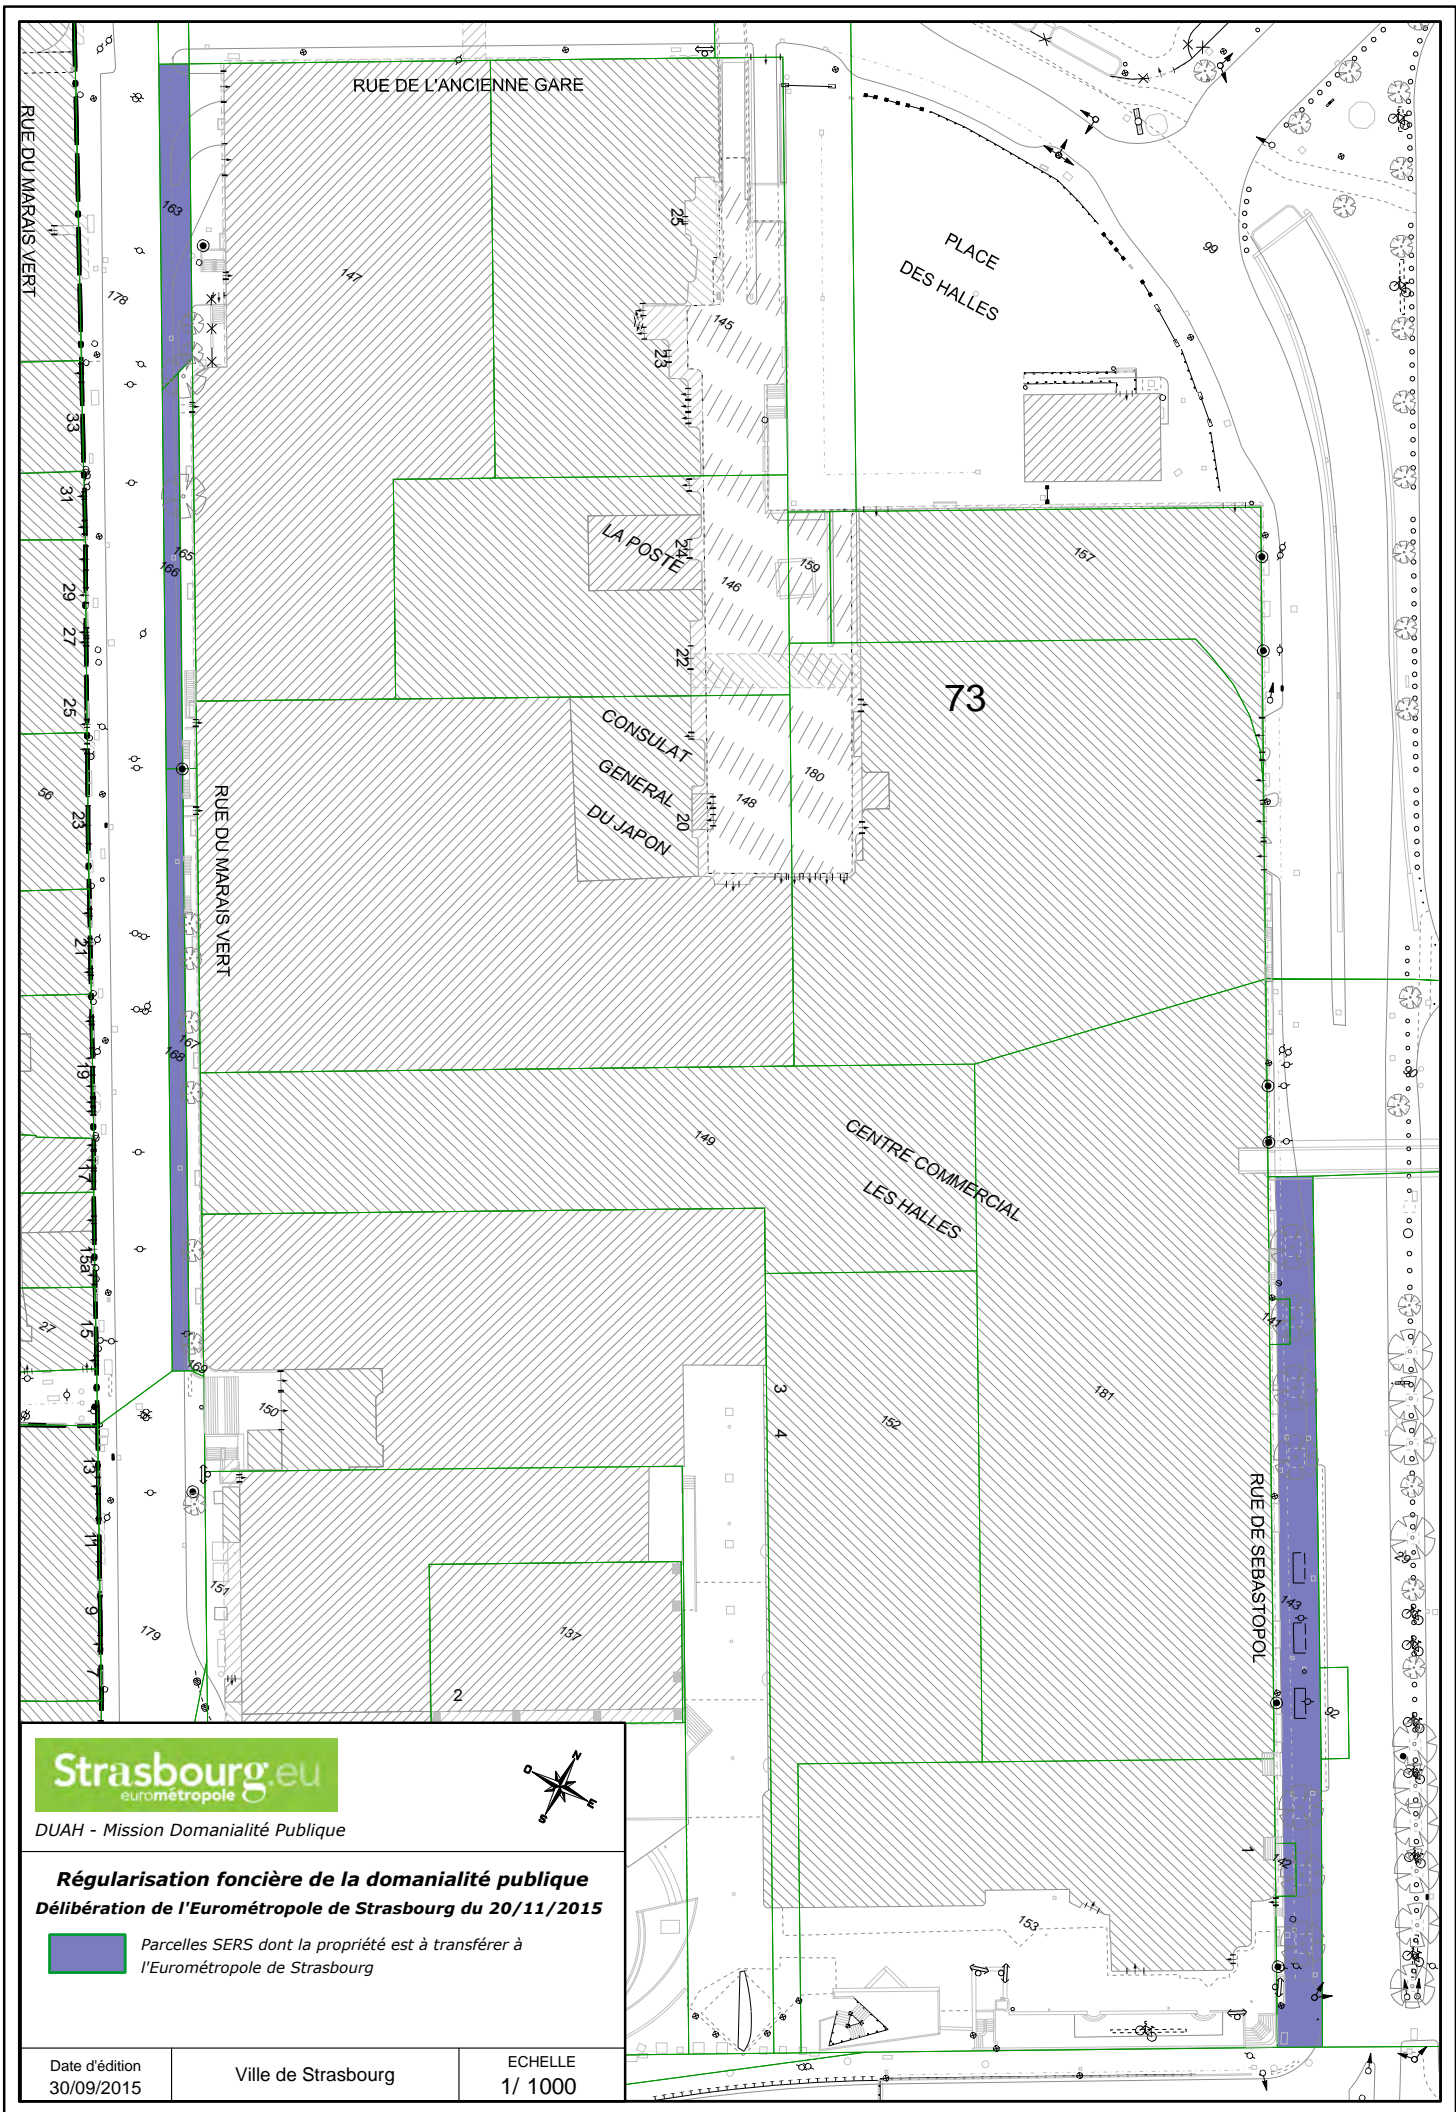 RUE DE L'ANCIENNE GARE
RUE DU MARAIS VERT
163
178
147
25
145
23
PLACE
DES HALLES
99
33
31
29
27
25
23
21
19
17
15a
15
13
11
9
7
165
166
LA POSTE
24
146
159
157
22
73
CONSULAT
GENERAL
DU JAPON
20
148
180
56
RUE DU MARAIS VERT
167
168
149
CENTRE COMMERCIAL
LES HALLES
27
169
150
3
4
152
181
141
RUE DE SEBASTOPOL
29
143
151
179
137
2
92
1
142
153
Strasbourg.eu
eurométropole
N
O
E
S
DUAH - Mission Domanialité Publique
Régularisation foncière de la domanialité publique
Délibération de l'Eurométropole de Strasbourg du 20/11/2015
Parcelles SERS dont la propriété est à transférer à
l'Eurométropole de Strasbourg
Date d'édition
30/09/2015
Ville de Strasbourg
ECHELLE
1/ 1000